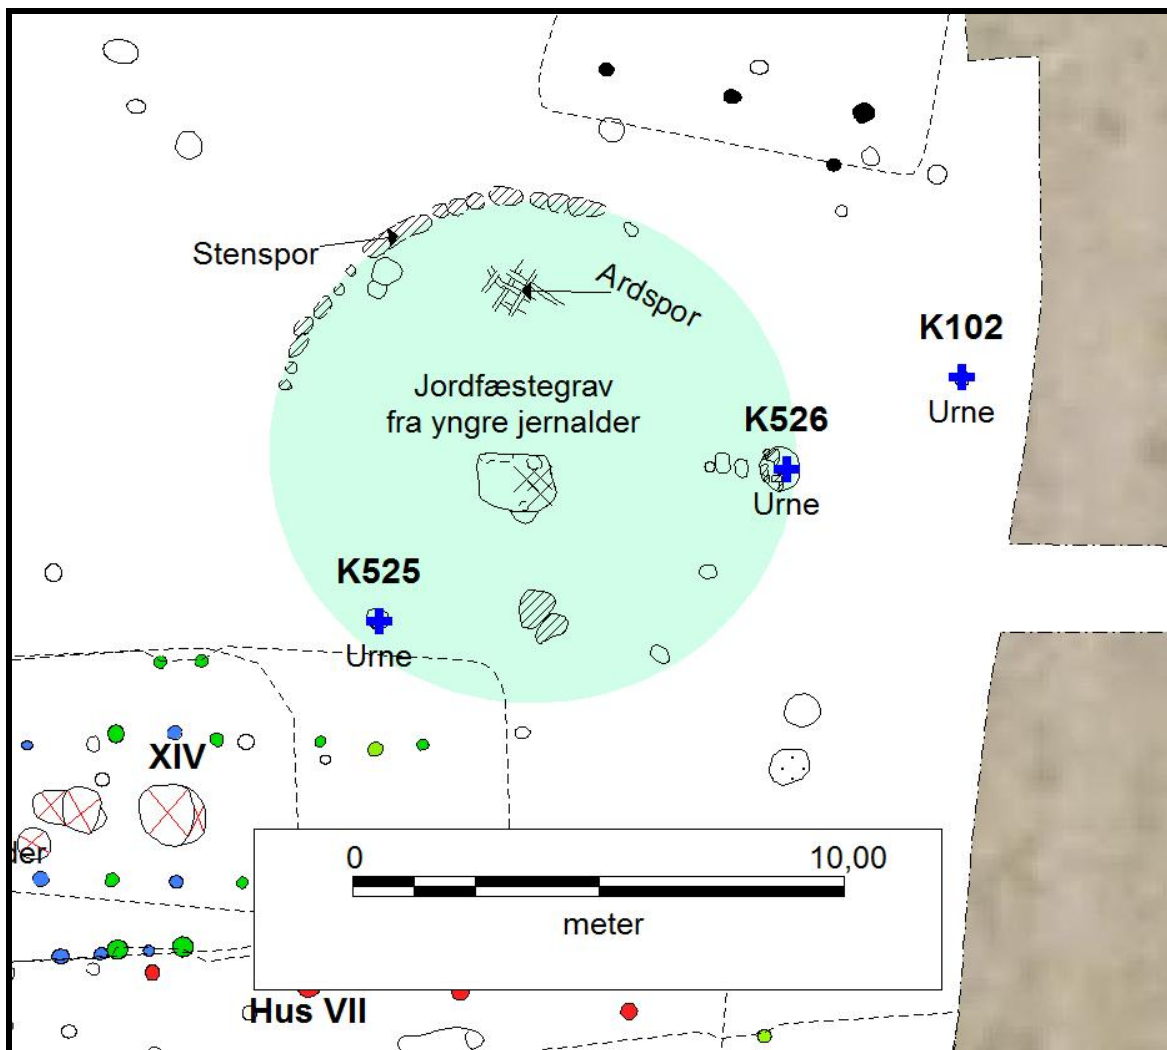 Stenspor
Ardspor
K102
Urne
Jordfæstegrav
fra yngre jernalder
K526
Urne
K525
Urne
XIV
der
0 10,00
meter
Hus VII